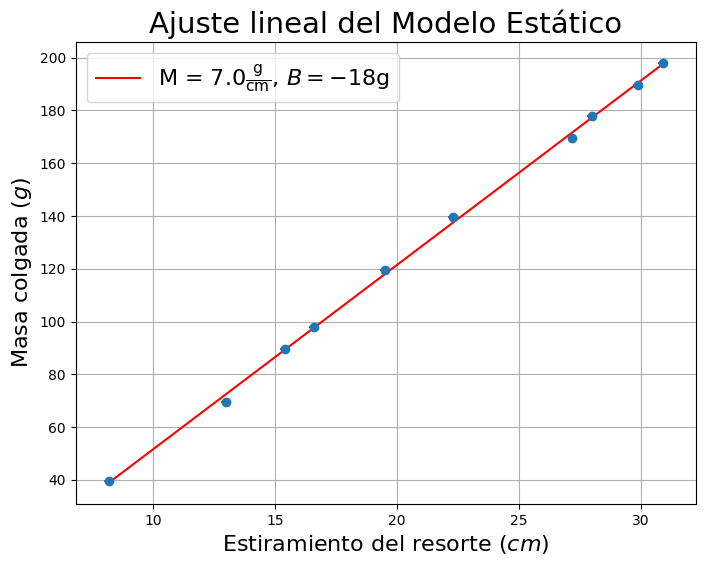 Ajuste lineal del Modelo Estático
M = 7.0 g/cm, B = −18g
Masa colgada (g)
200
180
160
140
120
100
80
60
40
10 15 20 25 30
Estiramiento del resorte (cm)